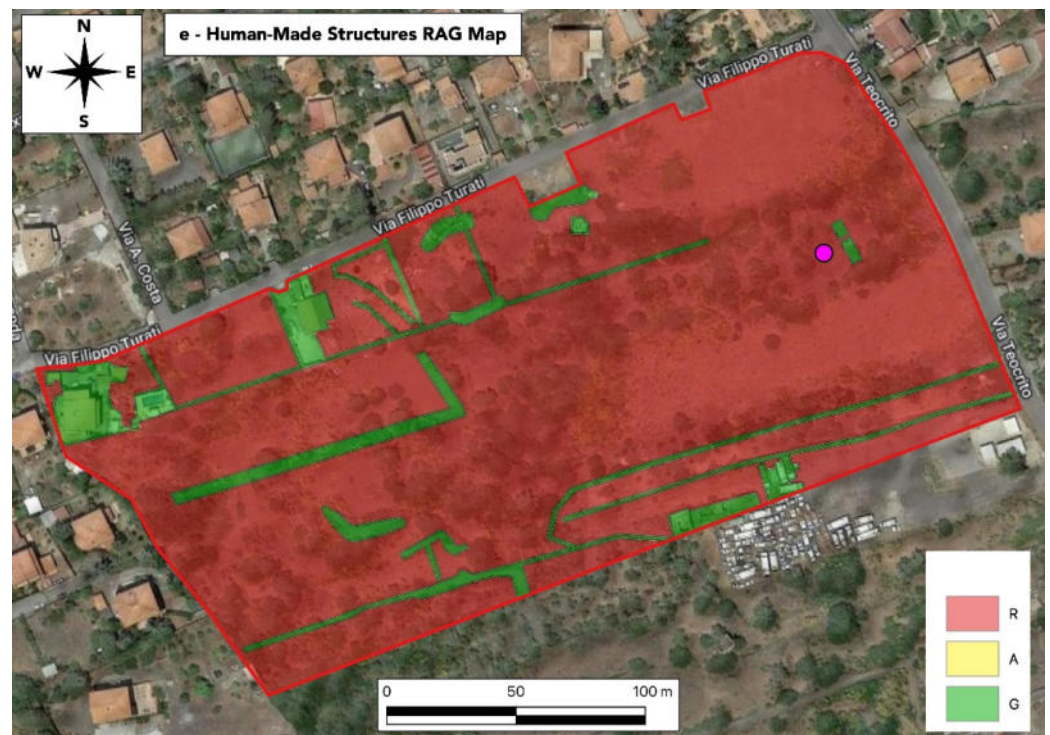 N
W E
S
e - Human-Made Structures RAG Map
Via Filippo Turati
Via Teocrito
Via Filippo Turati
Via A. Costa
Via Filippo Turati
Via Teocrito
R
A
G
0 50 100 m